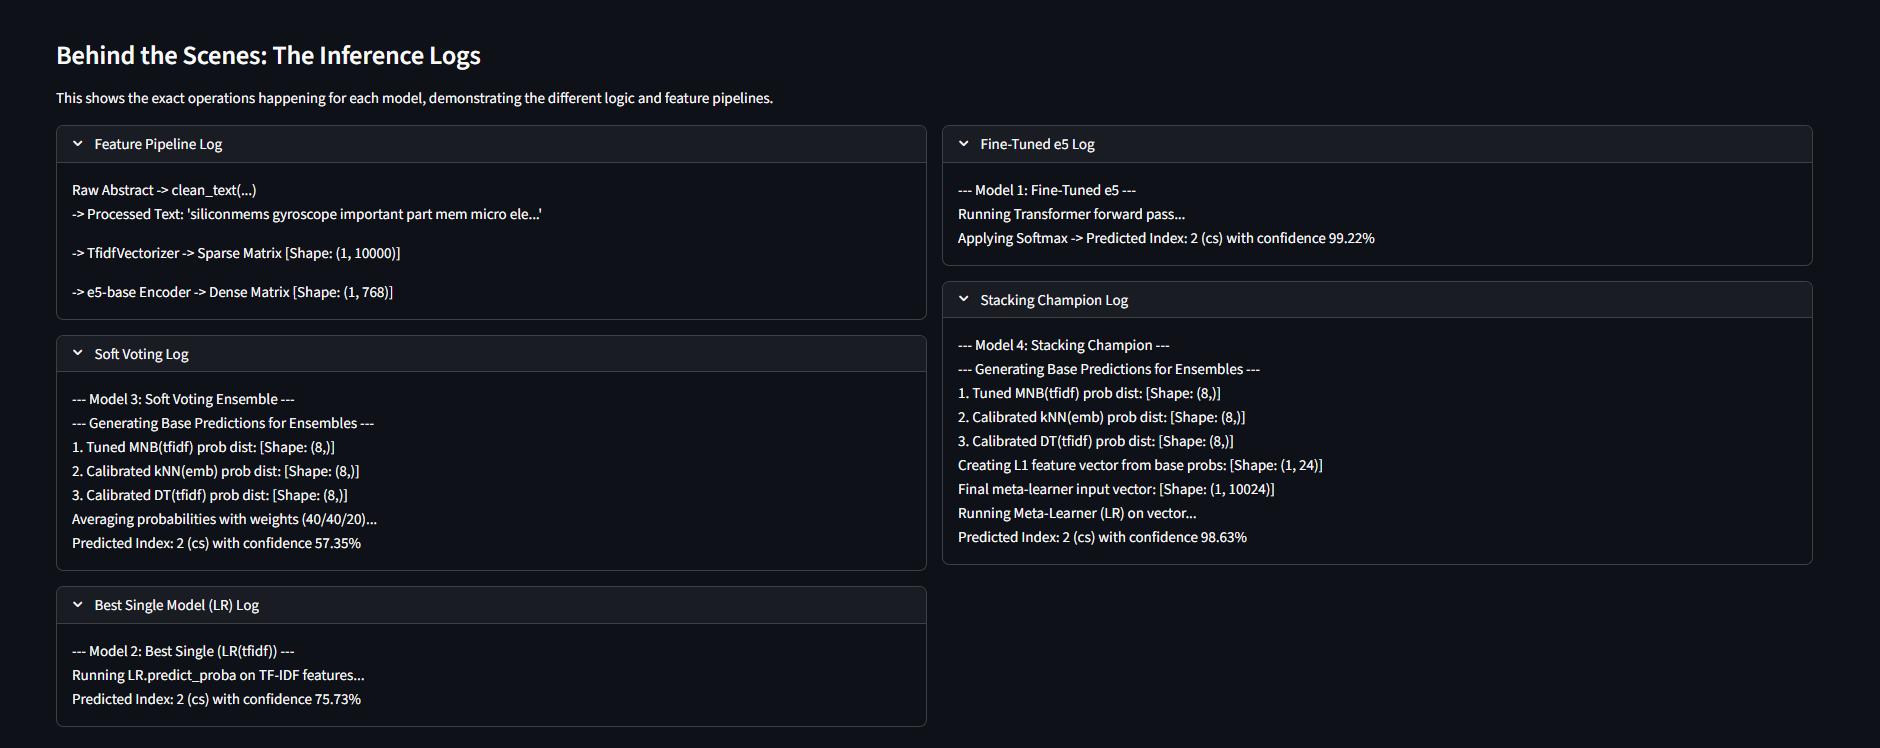 Behind the Scenes: The Inference Logs
This shows the exact operations happening for each model, demonstrating the different logic and feature pipelines.
Feature Pipeline Log
Raw Abstract -> clean_text(...)
-> Processed Text: 'siliconmems gyroscope important part mem micro ele...'
-> TfidfVectorizer -> Sparse Matrix [Shape: (1, 10000)]
-> e5-base Encoder -> Dense Matrix [Shape: (1, 768)]
Soft Voting Log
--- Model 3: Soft Voting Ensemble ---
--- Generating Base Predictions for Ensembles ---
1. Tuned MNB(tfidf) prob dist: [Shape: (8,)]
2. Calibrated kNN(emb) prob dist: [Shape: (8,)]
3. Calibrated DT(tfidf) prob dist: [Shape: (8,)]
Averaging probabilities with weights (40/40/20)...
Predicted Index: 2 (cs) with confidence 57.35%
Best Single Model (LR) Log
--- Model 2: Best Single (LR(tfidf)) ---
Running LR.predict_proba on TF-IDF features...
Predicted Index: 2 (cs) with confidence 75.73%
Fine-Tuned e5 Log
--- Model 1: Fine-Tuned e5 ---
Running Transformer forward pass...
Applying Softmax -> Predicted Index: 2 (cs) with confidence 99.22%
Stacking Champion Log
--- Model 4: Stacking Champion ---
--- Generating Base Predictions for Ensembles ---
1. Tuned MNB(tfidf) prob dist: [Shape: (8,)]
2. Calibrated kNN(emb) prob dist: [Shape: (8,)]
3. Calibrated DT(tfidf) prob dist: [Shape: (8,)]
Creating L1 feature vector from base probs: [Shape: (1, 24)]
Final meta-learner input vector: [Shape: (1, 10024)]
Running Meta-Learner (LR) on vector...
Predicted Index: 2 (cs) with confidence 98.63%